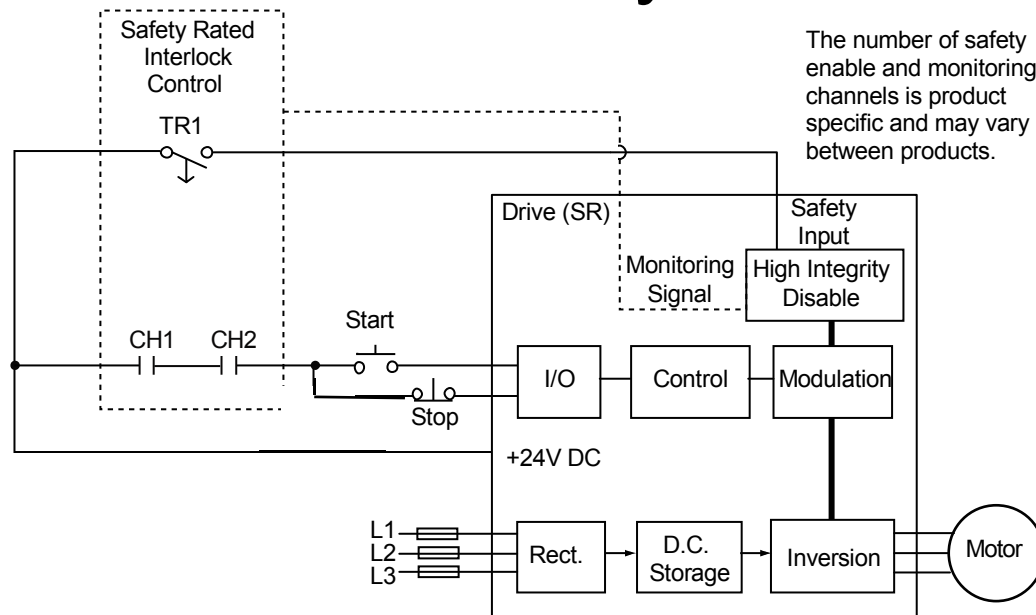 Safety Rated
Interlock
Control
The number of safety
enable and monitoring
channels is product
specific and may vary
between products.
TR1
Drive (SR)
Safety
Input
Monitoring
Signal
High Integrity
Disable
CH1
CH2
Start
Stop
I/O
Control
Modulation
+24V DC
L1
L2
L3
Rect.
D.C.
Storage
Inversion
Motor